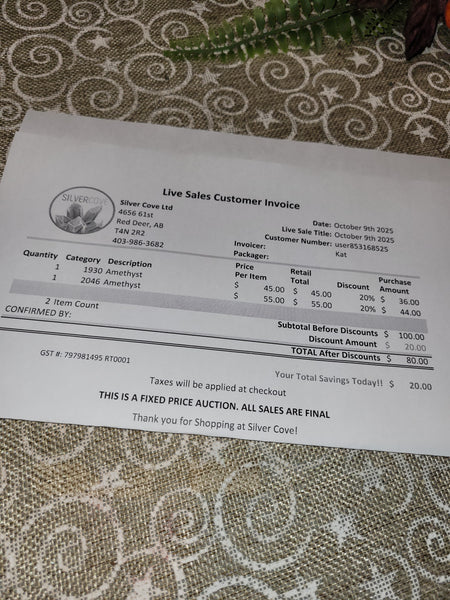 Live Sales Customer Invoice
SILVERCOVE
Silver Cove Ltd
4656 61st
Red Deer, AB
T4N 2R2
403-986-3682
Date: October 9th 2025
Live Sale Title: October 9th 2025
Customer Number: user853168525
Invoicer: Kat
Packager:
Quantity Category Description Price Per Item Retail Total Discount Purchase Amount
1 1930 Amethyst $ 45.00 $ 45.00 20% $ 36.00
1 2046 Amethyst $ 55.00 $ 55.00 20% $ 44.00
2 Item Count
Subtotal Before Discounts $ 100.00
CONFIRMED BY:
Discount Amount $ 20.00
TOTAL After Discounts $ 80.00
GST #: 797981495 RT0001
Your Total Savings Today!! $ 20.00
Taxes will be applied at checkout
THIS IS A FIXED PRICE AUCTION. ALL SALES ARE FINAL
Thank you for Shopping at Silver Cove!